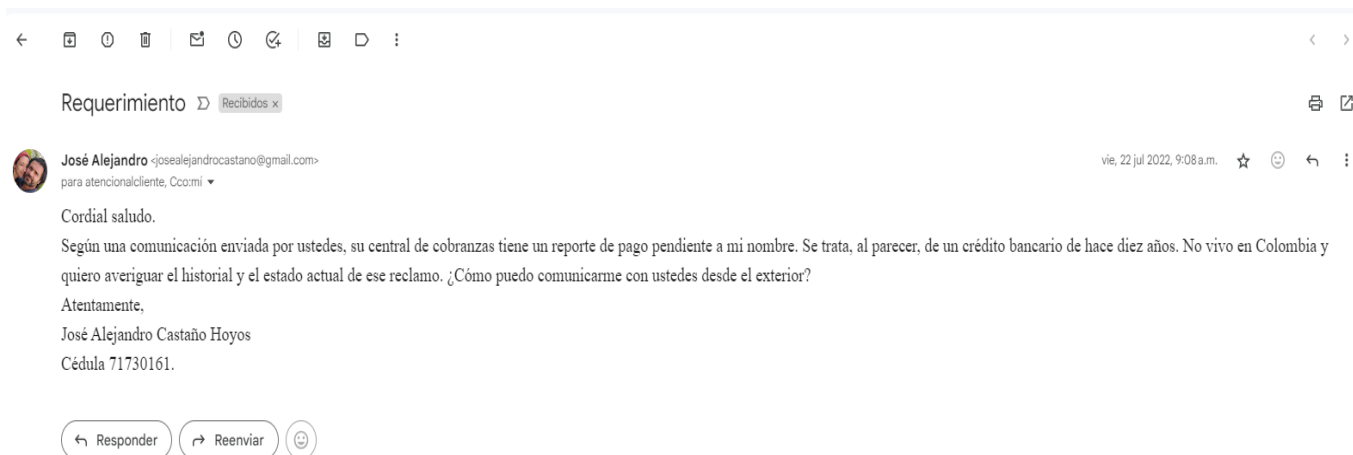 Requerimiento Recibidos x
José Alejandro <josealejandrocastano@gmail.com> vie, 22 jul 2022, 9:08 a.m.
para atencionalcliente, Cco:mí
Cordial saludo.
Según una comunicación enviada por ustedes, su central de cobranzas tiene un reporte de pago pendiente a mi nombre. Se trata, al parecer, de un crédito bancario de hace diez años. No vivo en Colombia y
quiero averiguar el historial y el estado actual de ese reclamo. ¿Cómo puedo comunicarme con ustedes desde el exterior?
Atentamente,
José Alejandro Castaño Hoyos
Cédula 71730161.
Responder Reenviar